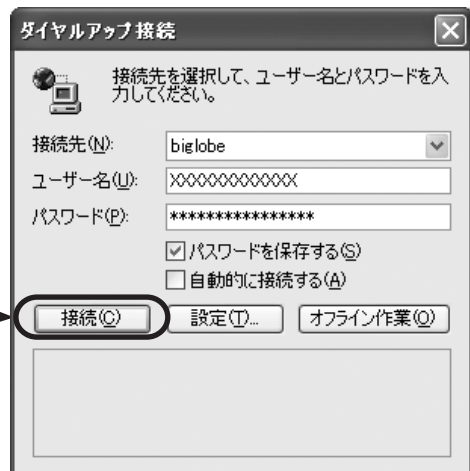 ダイヤルアップ接続
接続先を選択して、ユーザー名とパスワードを入
力してください。
接続先(N):
biglobe
ユーザー名(U):
XXXXXXXXXXXXX
パスワード(P):
****************
パスワードを保存する(S)
自動的に接続する(A)
接続(C)
設定(T)...
オフライン作業(O)